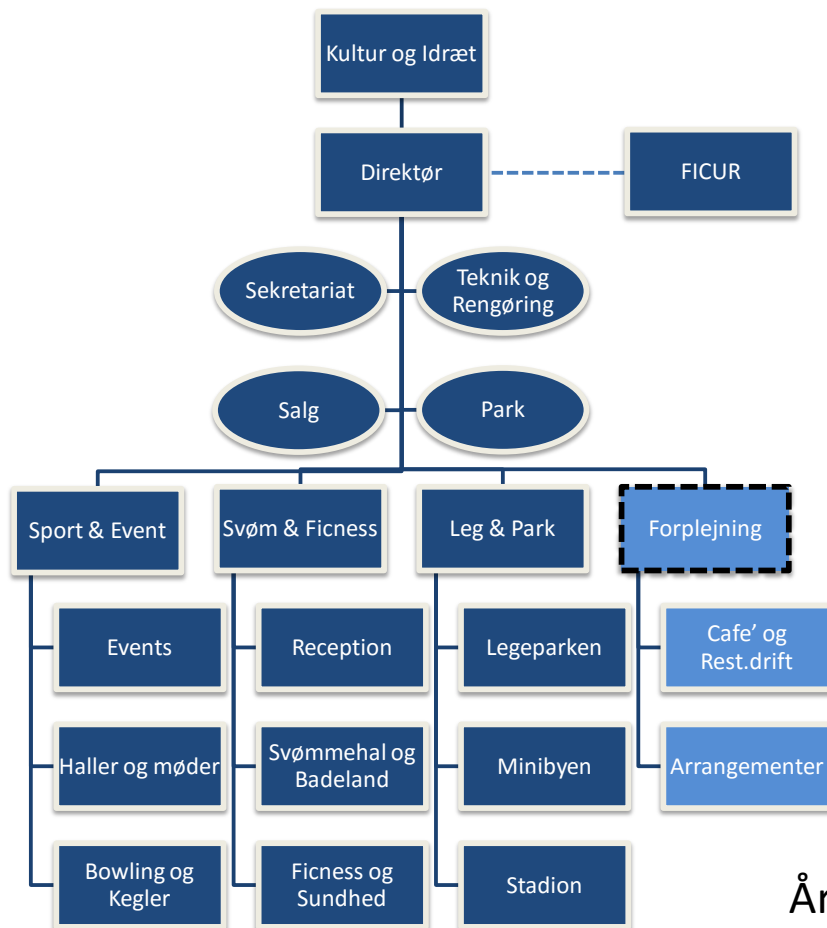 Kultur og Idræt
Direktør
FICUR
Sekretariat
Teknik og
Rengøring
Salg
Park
Sport & Event
Svøm & Ficness
Leg & Park
Forplejning
Events
Reception
Legeparken
Cafe’ og
Rest.drift
Haller og møder
Svømmehal og
Badeland
Minibyen
Arrangementer
Bowling og
Kegler
Ficness og
Sundhed
Stadion